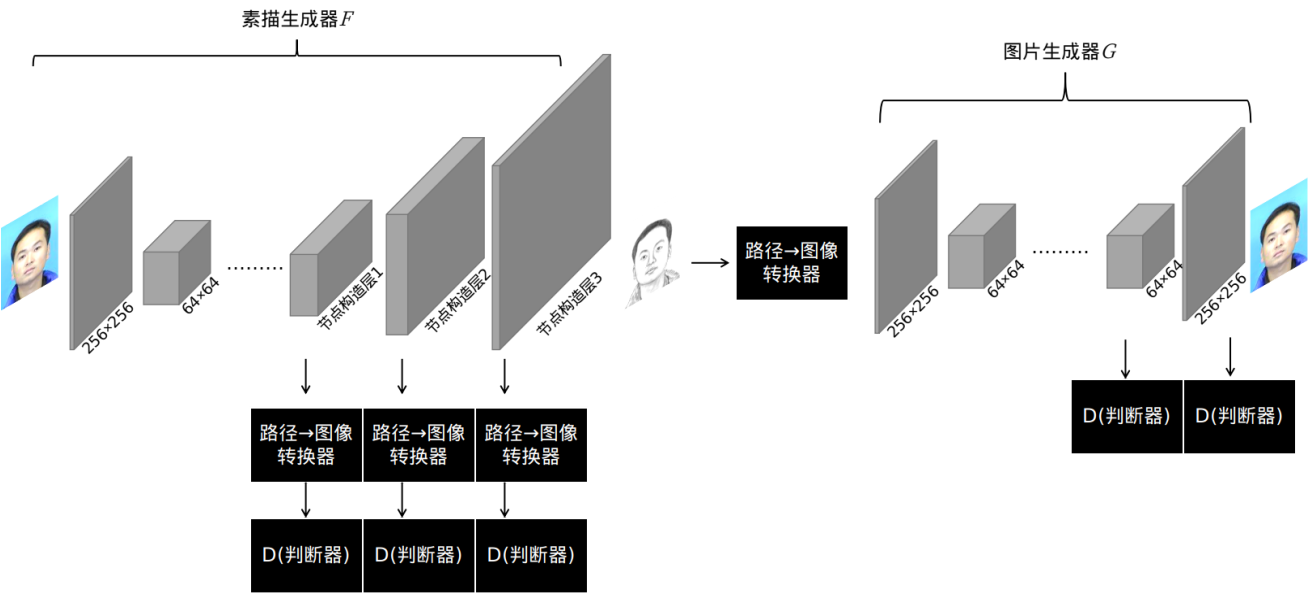 素描生成器F
图片生成器G
256×256
64×64
………
节点构造层1
节点构造层2
节点构造层3
路径→图像
转换器
256×256
64×64
………
64×64
256×256
路径→图像
转换器
路径→图像
转换器
路径→图像
转换器
D(判断器)
D(判断器)
D(判断器)
D(判断器)
D(判断器)